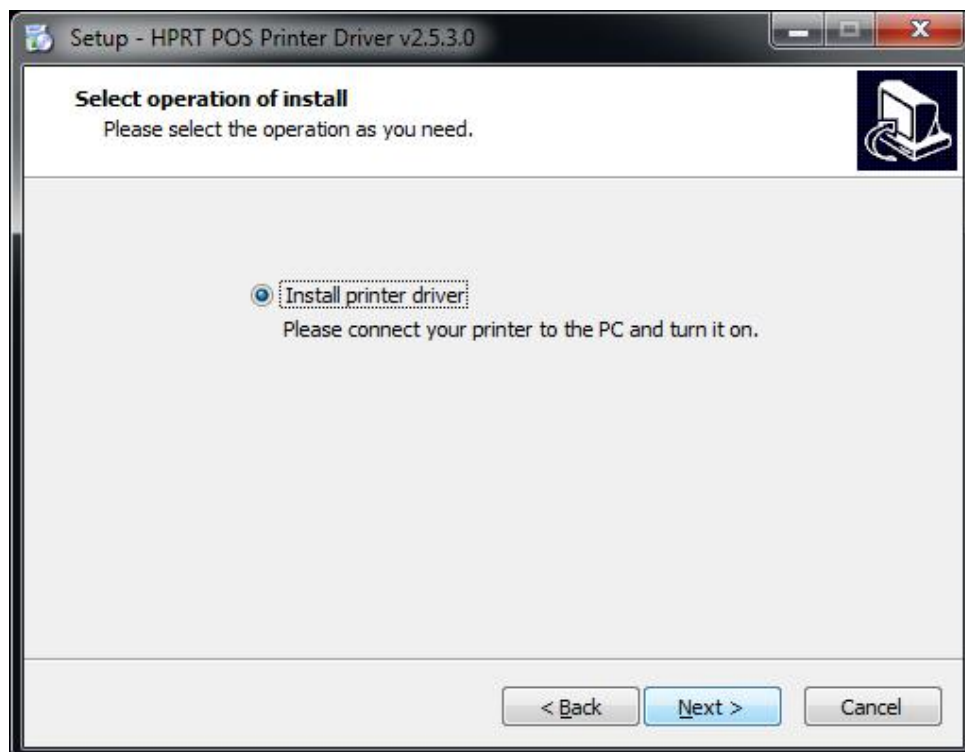 Setup - HPRT POS Printer Driver v2.5.3.0
Select operation of install
Please select the operation as you need.
Install printer driver
Please connect your printer to the PC and turn it on.
< Back Next > Cancel